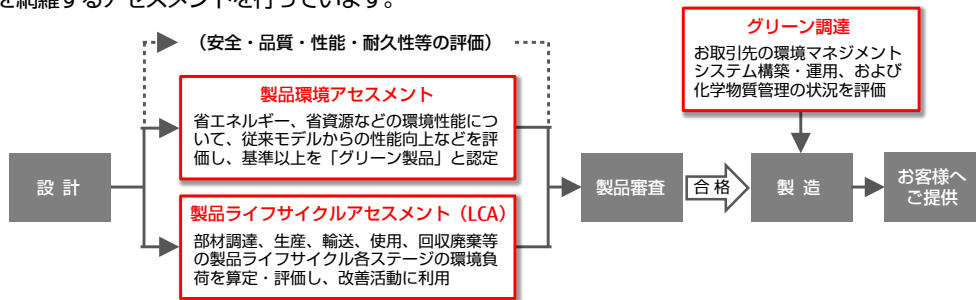 を網羅するアセスメントを行っています。
（安全・品質・性能・耐久性等の評価）
製品環境アセスメント
省エネルギー、省資源などの環境性能につ
いて、従来モデルからの性能向上などを評
価し、基準以上を「グリーン製品」と認定
設 計
製品ライフサイクルアセスメント（LCA）
部材調達、生産、輸送、使用、回収廃棄等
の製品ライフサイクル各ステージの環境負
荷を算定・評価し、改善活動に利用
製品審査
合格
グリーン調達
お取引先の環境マネジメント
システム構築・運用、および
化学物質管理の状況を評価
製 造
お客様へ
ご提供